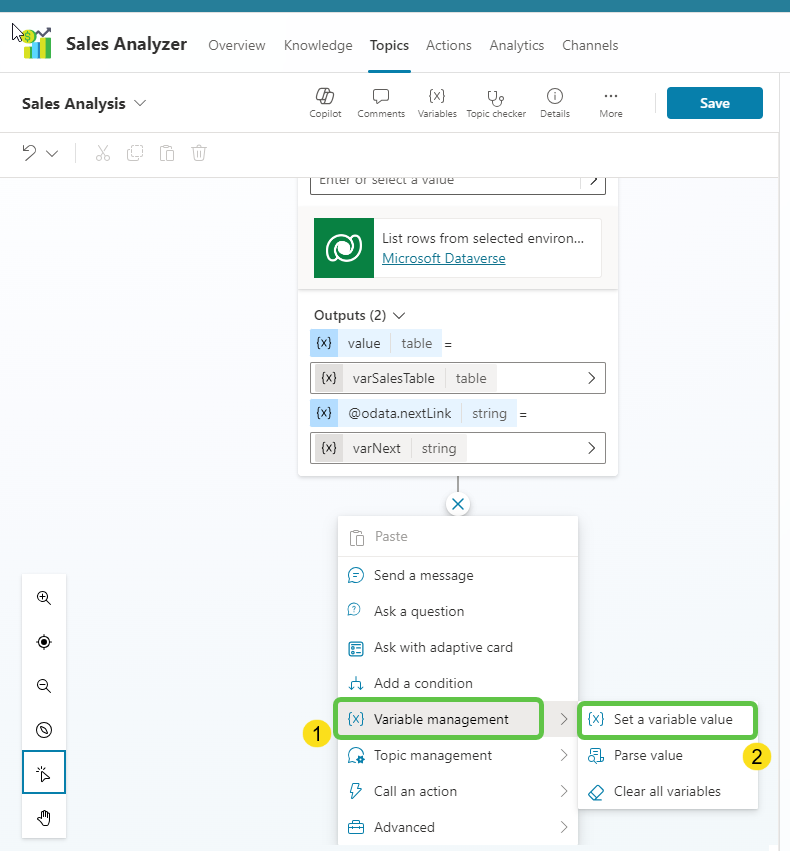 Sales Analyzer
Overview
Knowledge
Topics
Actions
Analytics
Channels
Sales Analysis
Copilot
{x}
Comments
Variables
Topic checker
Details
More
Save
Enter or select a value
List rows from selected environ...
Microsoft Dataverse
Outputs (2)
{x} value table =
{x} varSalesTable table
{x} @odata.nextLink string =
{x} varNext string
Paste
Send a message
Ask a question
Ask with adaptive card
Add a condition
1
{x} Variable management
{x} Set a variable value
Topic management
Parse value
2
Call an action
Clear all variables
Advanced